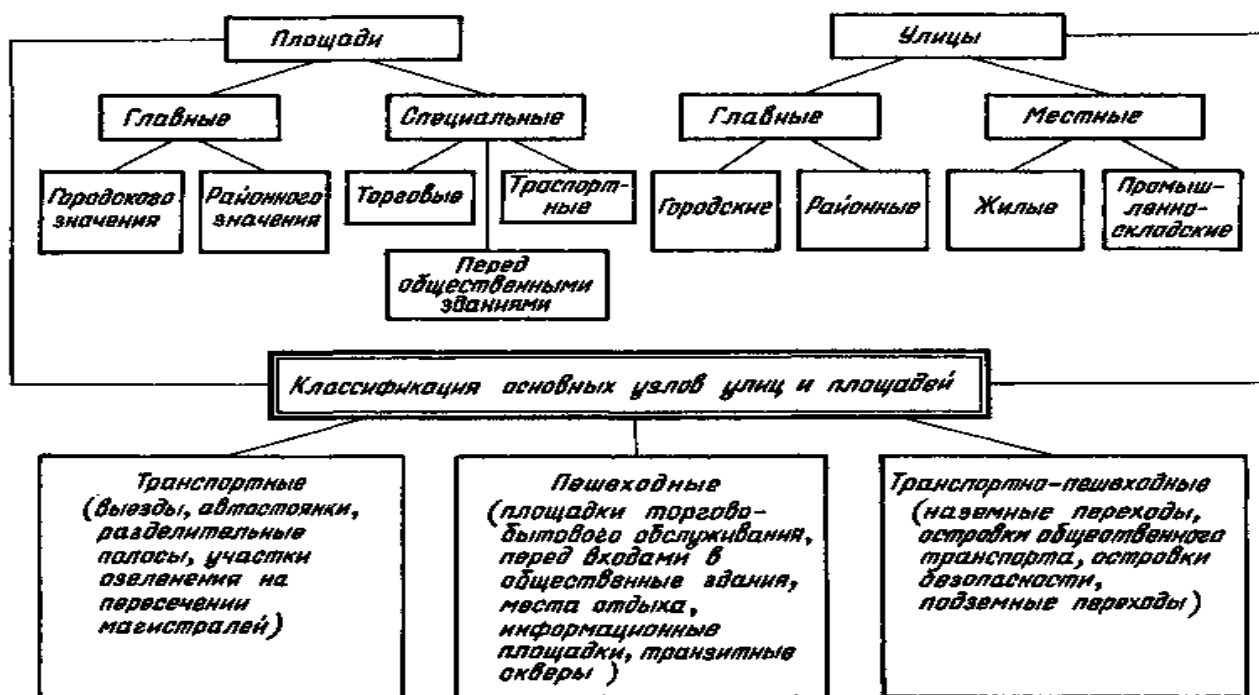 Площади
Улицы
Главные
Специальные
Главные
Местные
Городского
значения
Районного
значения
Торговые
Траспорт-
ные
Перед
общественными
зданиями
Городские
Районные
Жилые
Промыш-
ленно-
складские
Классификация основных узлов улиц и площадей
Транспортные
(выезды, автостоянки,
разделительные
полосы, участки
озеленения на
пересечении
магистралей)
Пешеходные
(площадки торгово-
бытового обслуживания,
перед входами в
общественные здания,
места отдыха,
информационные
площадки, транзитные
скверы)
Транспортно-пешеходные
(наземные переходы,
островки общественного
транспорта, островки
безопасности,
подземные переходы)